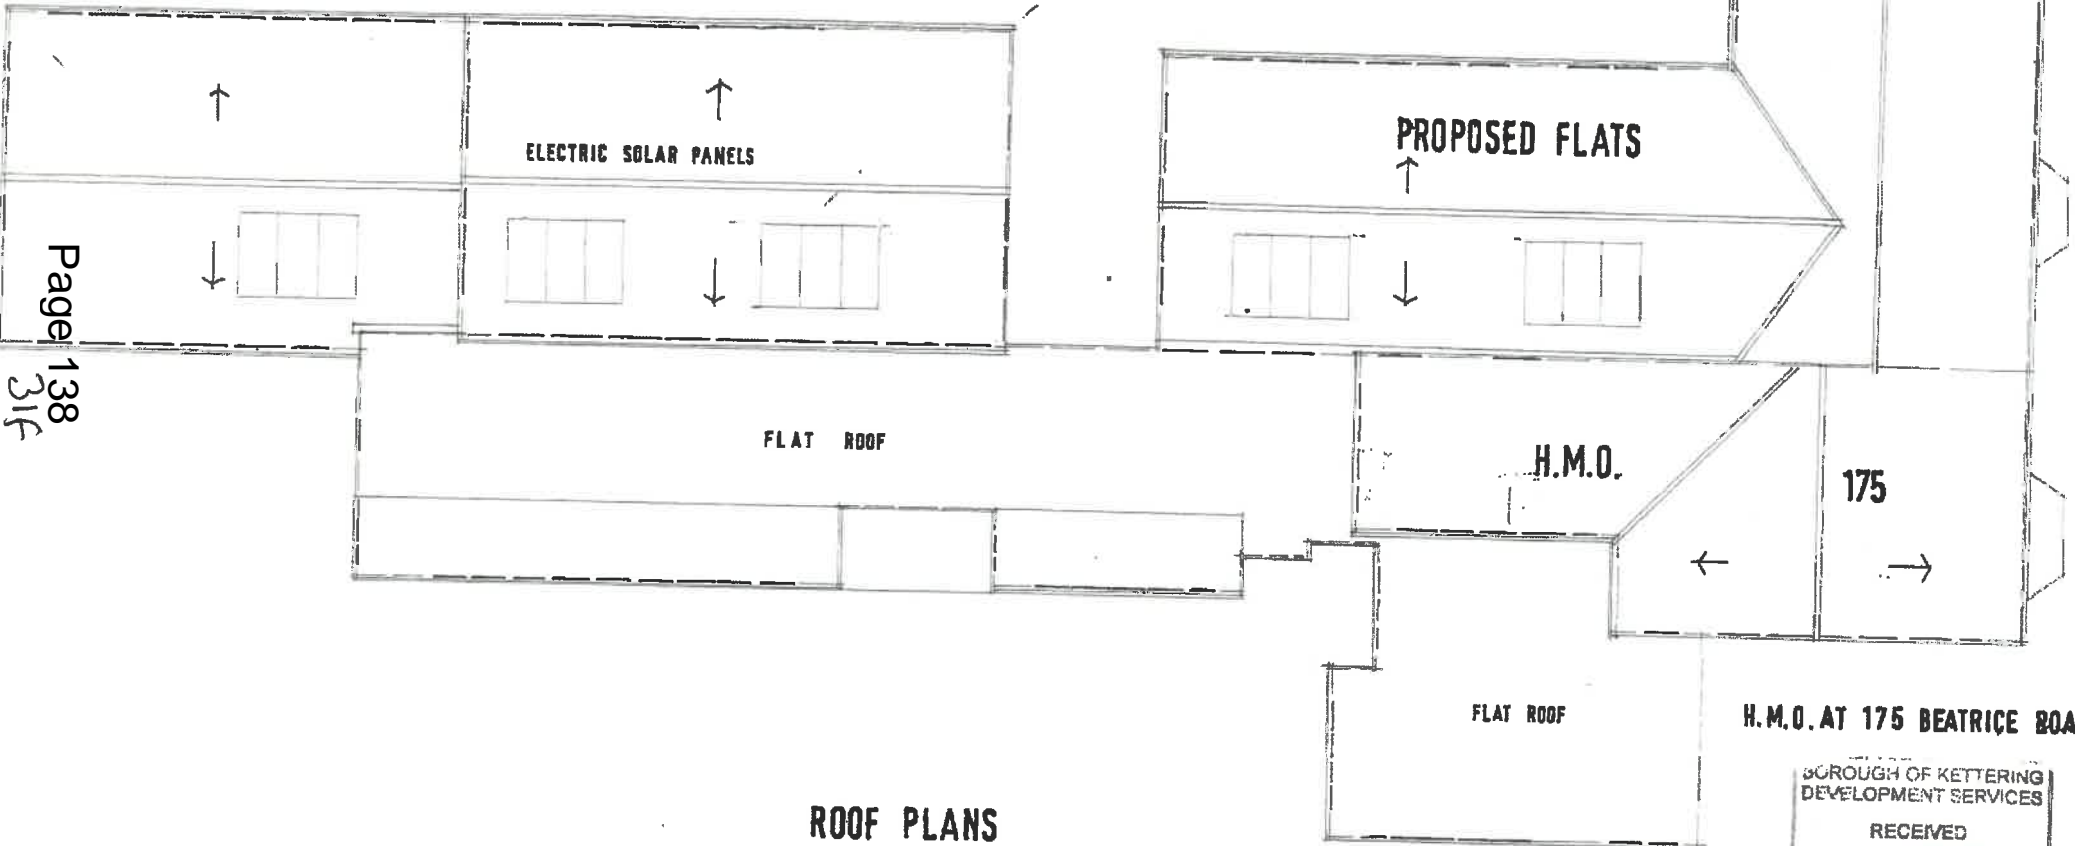 PROPOSED FLATS
ELECTRIC SOLAR PANELS
Page 138
31f
FLAT ROOF
H.M.O.
175
FLAT ROOF
H.M.O. AT 175 BEATRICE ROA
BOROUGH OF KETTERING
DEVELOPMENT SERVICES
RECEIVED
ROOF PLANS